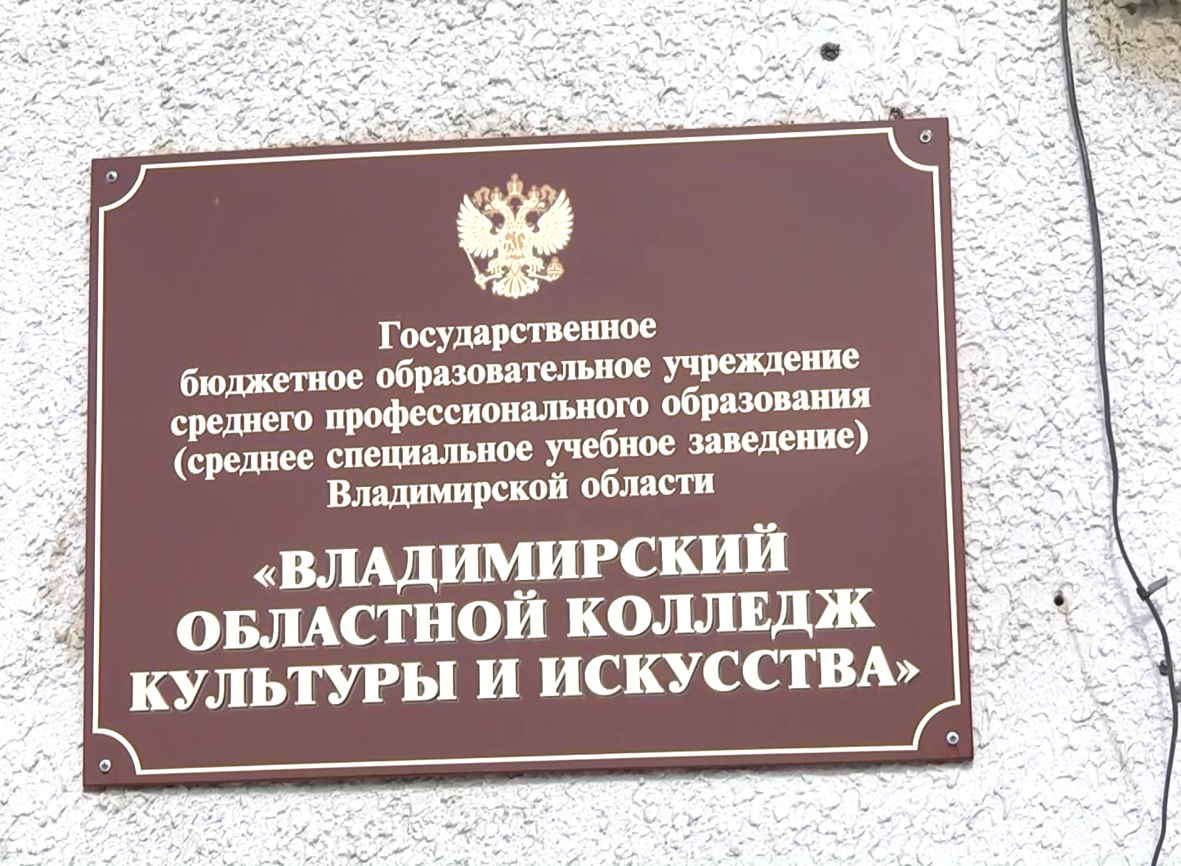 Государственное
бюджетное образовательное учреждение
среднего профессионального образования
(среднее специальное учебное заведение)
Владимирской области
«ВЛАДИМИРСКИЙ
ОБЛАСТНОЙ КОЛЛЕДЖ
КУЛЬТУРЫ И ИСКУССТВА»